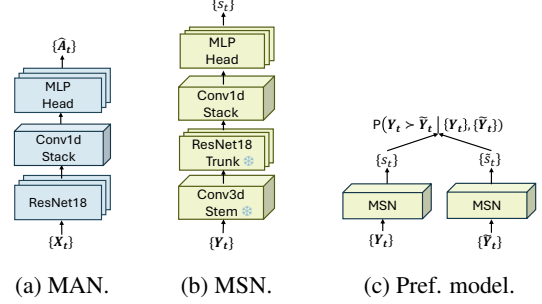 {Â_t}
MLP
Head
Conv1d
Stack
ResNet18
{X_t}
(a) MAN.
{s_t}
MLP
Head
Conv1d
Stack
ResNet18
Trunk ❄
Conv3d
Stem ❄
{Y_t}
(b) MSN.
P(Y_t ≻ Ỹ_t | {Y_t}, {Ỹ_t})
{s_t} {s̃_t}
MSN MSN
{Y_t} {Ỹ_t}
(c) Pref. model.